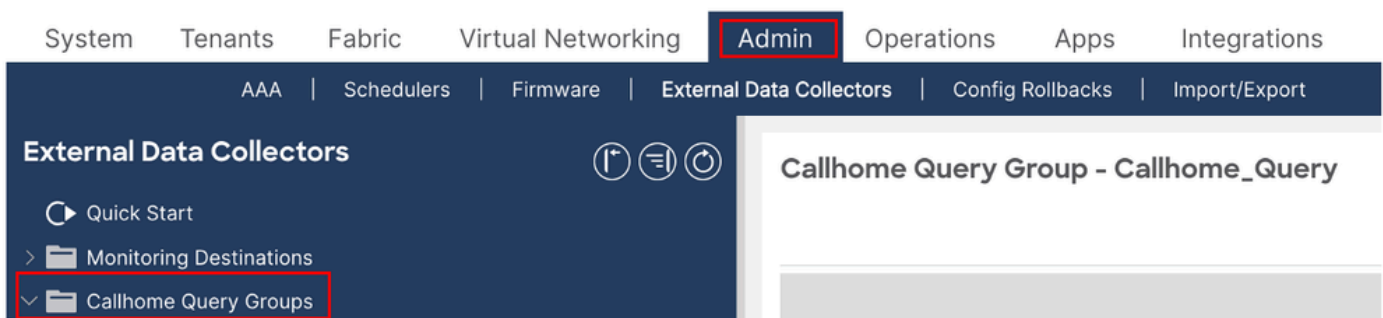 System Tenants Fabric Virtual Networking Admin Operations Apps Integrations
AAA | Schedulers | Firmware | External Data Collectors | Config Rollbacks | Import/Export
External Data Collectors
Callhome Query Group - Callhome_Query
Quick Start
Monitoring Destinations
Callhome Query Groups